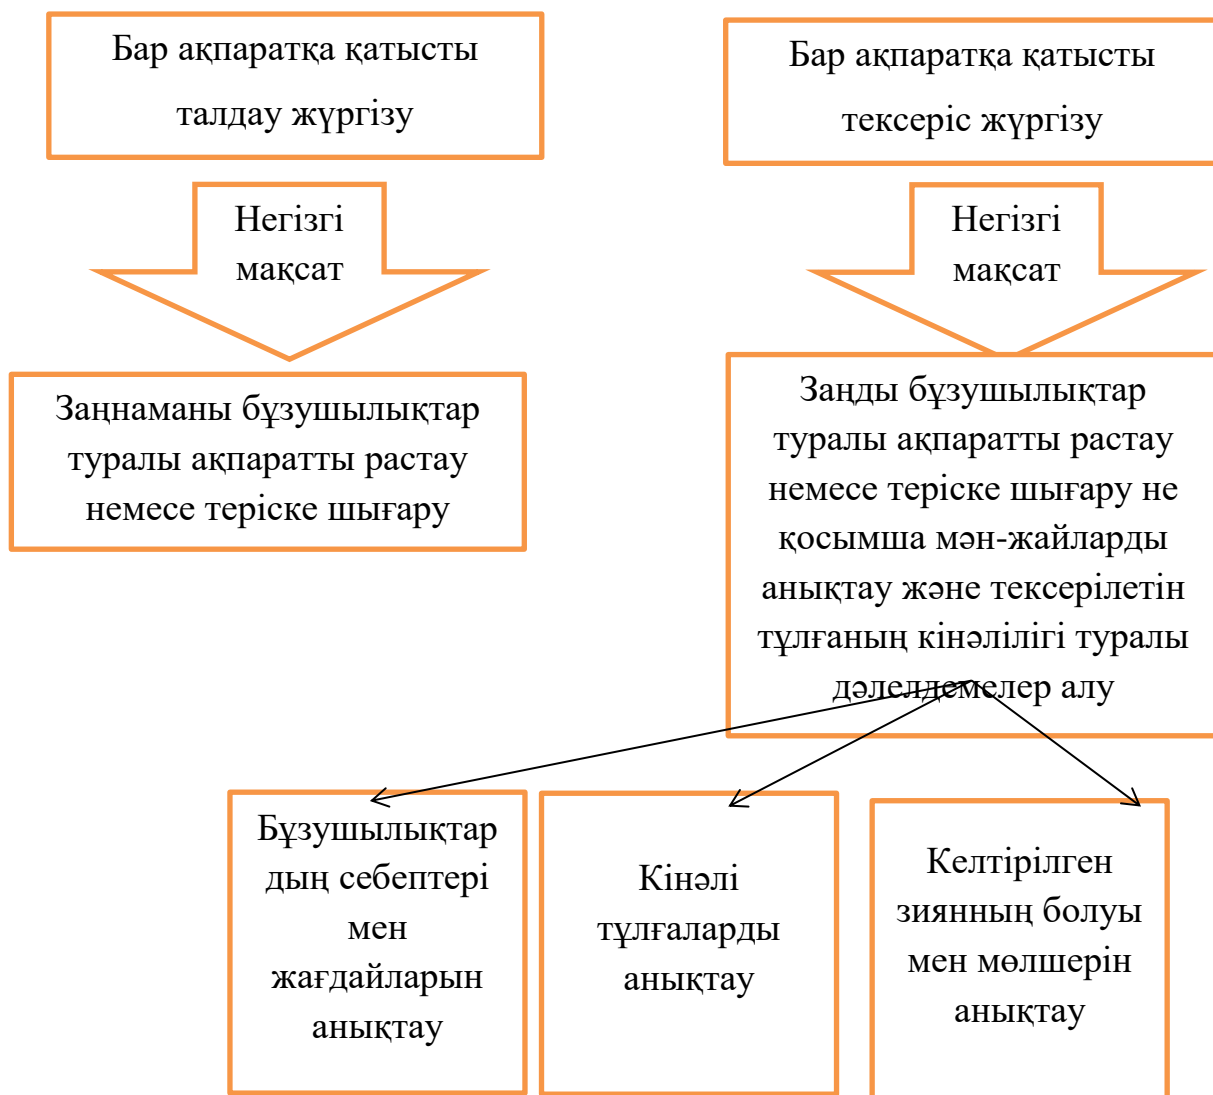 Бар ақпаратқа қатысты
талдау жүргізу
Негізгі
мақсат
Заңнаманы бұзушылықтар
туралы ақпаратты растау
немесе теріске шығару
Бар ақпаратқа қатысты
тексеріс жүргізу
Негізгі
мақсат
Заңды бұзушылықтар
туралы ақпаратты растау
немесе теріске шығару не
қосымша мән-жайларды
анықтау және тексерілетін
тұлғаның кінәлілігі туралы
дәлелдемелер алу
Бұзушылықтар
дың себептері
мен
жағдайларын
анықтау
Кінәлі
тұлғаларды
анықтау
Келтірілген
зиянның болуы
мен мөлшерін
анықтау